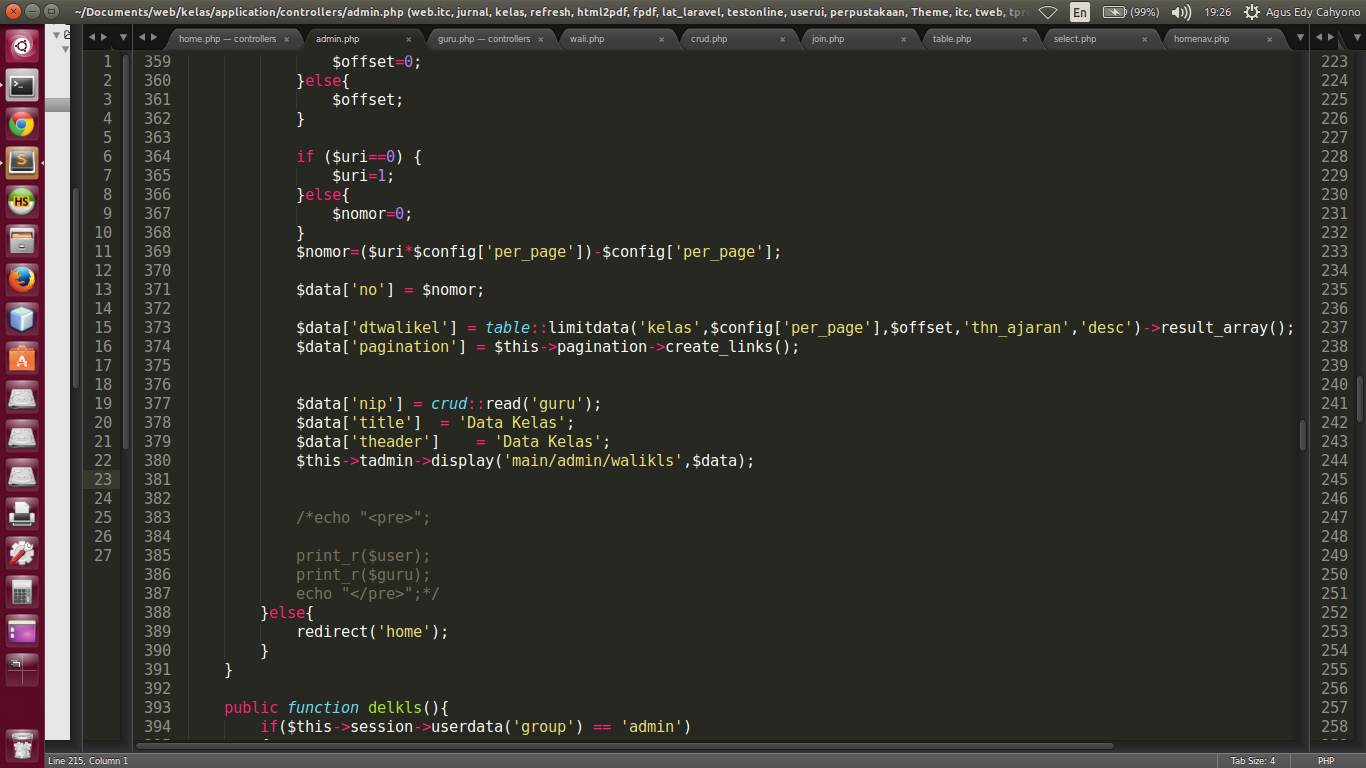 ~/Documents/web/kelas/application/controllers/admin.php (web.itc, jurnal, kelas, refresh, html2pdf, fpdf, lat_laravel, testonline, userui, perpustakaan, Theme, itc, tweb, tpr
En
(99%)
19:26
Agus Edy Cahyono
home.php — controllers
admin.php
guru.php — controllers
wali.php
crud.php
join.php
table.php
select.php
homenav.php
1 359 $offset=0; 223
2 360 }else{ 224
3 361 $offset; 225
4 362 } 226
5 363 227
6 364 if ($uri==0) { 228
7 365 $uri=1; 229
8 366 }else{ 230
9 367 $nomor=0; 231
10 368 } 232
11 369 $nomor=($uri*$config['per_page'])-$config['per_page']; 233
12 370 234
13 371 $data['no'] = $nomor; 235
14 372 236
15 373 $data['dtwalikel'] = table::limitdata('kelas',$config['per_page'],$offset,'thn_ajaran','desc')->result_array(); 237
16 374 $data['pagination'] = $this->pagination->create_links(); 238
17 375 239
18 376 240
19 377 $data['nip'] = crud::read('guru'); 241
20 378 $data['title']  = 'Data Kelas'; 242
21 379 $data['theader']    = 'Data Kelas'; 243
22 380 $this->tadmin->display('main/admin/walikls',$data); 244
23 381 245
24 382 246
25 383 /*echo "<pre>"; 247
26 384 248
27 385 print_r($user); 249
386 print_r($guru); 250
387 echo "</pre>";*/ 251
388 }else{ 252
389 redirect('home'); 253
390 } 254
391 } 255
392 256
393 public function delkls(){ 257
394 if($this->session->userdata('group') == 'admin') 258
Line 215, Column 1
Tab Size: 4
PHP